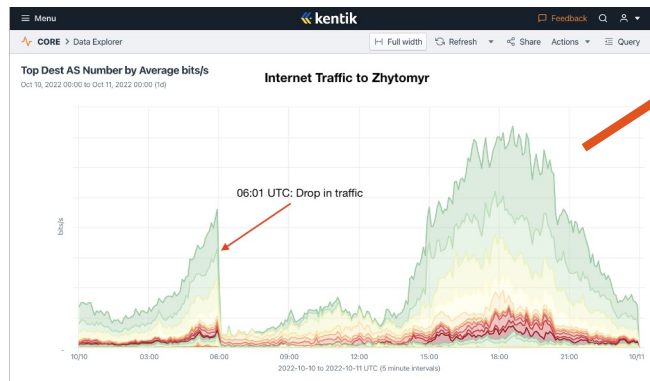 Menu
kentik
Feedback
CORE > Data Explorer
Full width
Refresh
Share
Actions
Query
Top Dest AS Number by Average bits/s
Oct 10, 2022 00:00 to Oct 11, 2022 00:00 (1d)
Internet Traffic to Zhytomyr
06:01 UTC: Drop in traffic
bits/s
10/10 03:00 06:00 09:00 12:00 15:00 18:00 21:00 10/11
2022-10-10 to 2022-10-11 UTC (5 minute intervals)